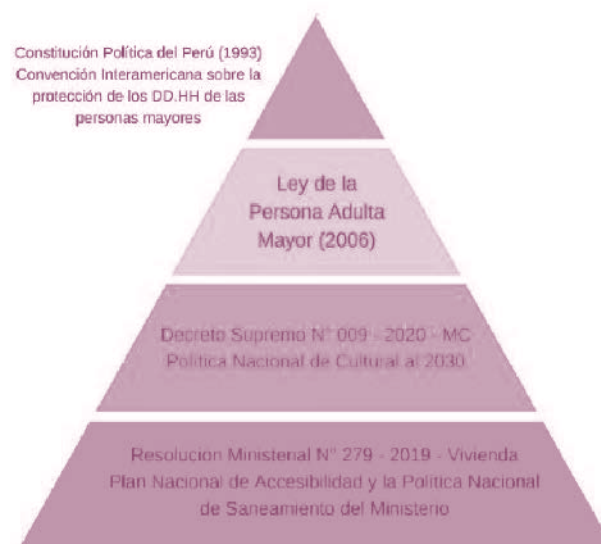 Constitución Política del Perú (1993)
Convención Interamericana sobre la
protección de los DD.HH de las
personas mayores
Ley de la
Persona Adulta
Mayor (2006)
Decreto Supremo N° 009 - 2020 - MC
Política Nacional de Cultural al 2030
Resolución Ministerial N° 279 - 2019 - Vivienda
Plan Nacional de Accesibilidad y la Política Nacional
de Saneamiento del Ministerio